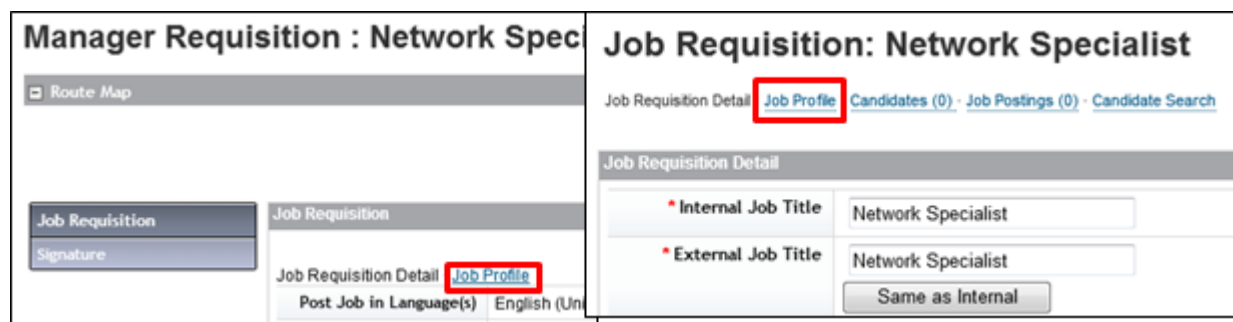 Manager Requisition : Network Speci
Route Map
Job Requisition
Signature
Job Requisition
Job Requisition Detail Job Profile
Post Job in Language(s) English (Uni
Job Requisition: Network Specialist
Job Requisition Detail Job Profile Candidates (0) · Job Postings (0) · Candidate Search
Job Requisition Detail
* Internal Job Title Network Specialist
* External Job Title Network Specialist
Same as Internal